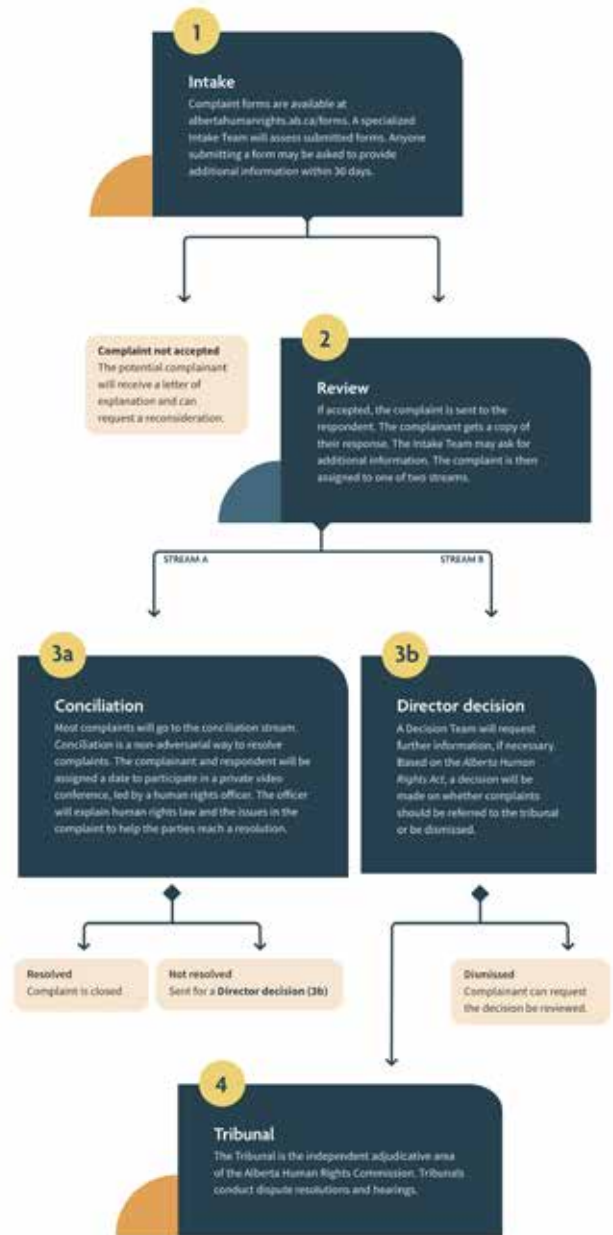 1
Intake
Complaint forms are available at
albertahumanrights.ab.ca/forms. A specialized
Intake Team will assess submitted forms. Anyone
submitting a form may be asked to provide
additional information within 30 days.
Complaint not accepted
The potential complainant
will receive a letter of
explanation and can
request a reconsideration.
2
Review
If accepted, the complaint is sent to the
respondent. The complainant gets a copy of
their response. The Intake Team may ask for
additional information. The complaint is then
assigned to one of two streams.
STREAM A
STREAM B
3a
Conciliation
Most complaints will go to the conciliation stream.
Conciliation is a non-adversarial way to resolve
complaints. The complainant and respondent will be
assigned a date to participate in a private video
conference, led by a human rights officer. The officer
will explain human rights law and the issues in the
complaint to help the parties reach a resolution.
3b
Director decision
A Decision Team will request
further information, if necessary.
Based on the Alberta Human
Rights Act, a decision will be
made on whether complaints
should be referred to the tribunal
or be dismissed.
Resolved
Complaint is closed
Not resolved
Sent for a Director decision (3b)
Dismissed
Complainant can request
the decision be reviewed.
4
Tribunal
The Tribunal is the independent adjudicative area
of the Alberta Human Rights Commission. Tribunals
conduct dispute resolutions and hearings.